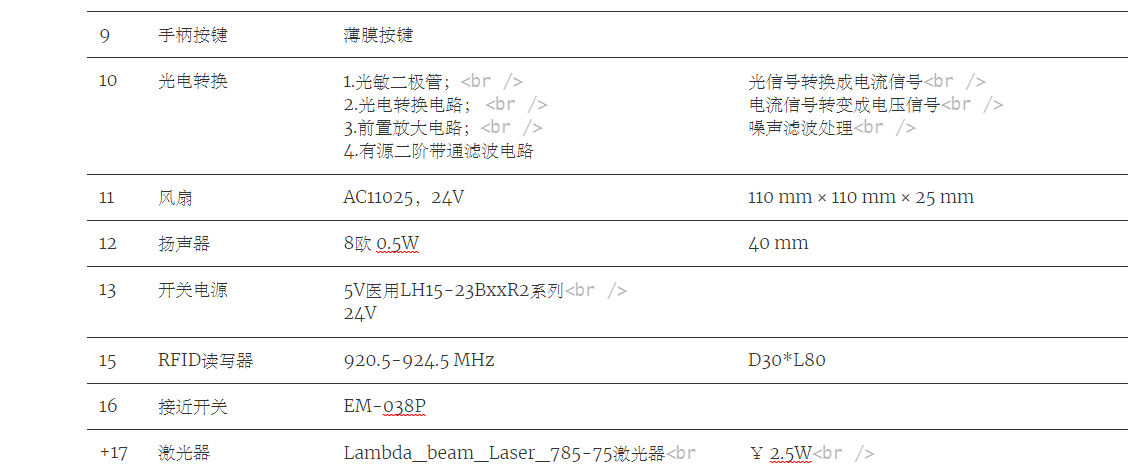 9 手柄按键 薄膜按键
10 光电转换 1.光敏二极管；<br /> 光信号转换成电流信号<br />
2.光电转换电路； <br /> 电流信号转变成电压信号<br />
3.前置放大电路；<br /> 噪声滤波处理<br />
4.有源二阶带通滤波电路
11 风扇 AC11025，24V 110 mm × 110 mm × 25 mm
12 扬声器 8欧 0.5W 40 mm
13 开关电源 5V医用LH15-23BxxR2系列<br />
24V
15 RFID读写器 920.5-924.5 MHz D30*L80
16 接近开关 EM-038P
+17 激光器 Lambda_beam_Laser_785-75激光器<br ￥ 2.5W<br />